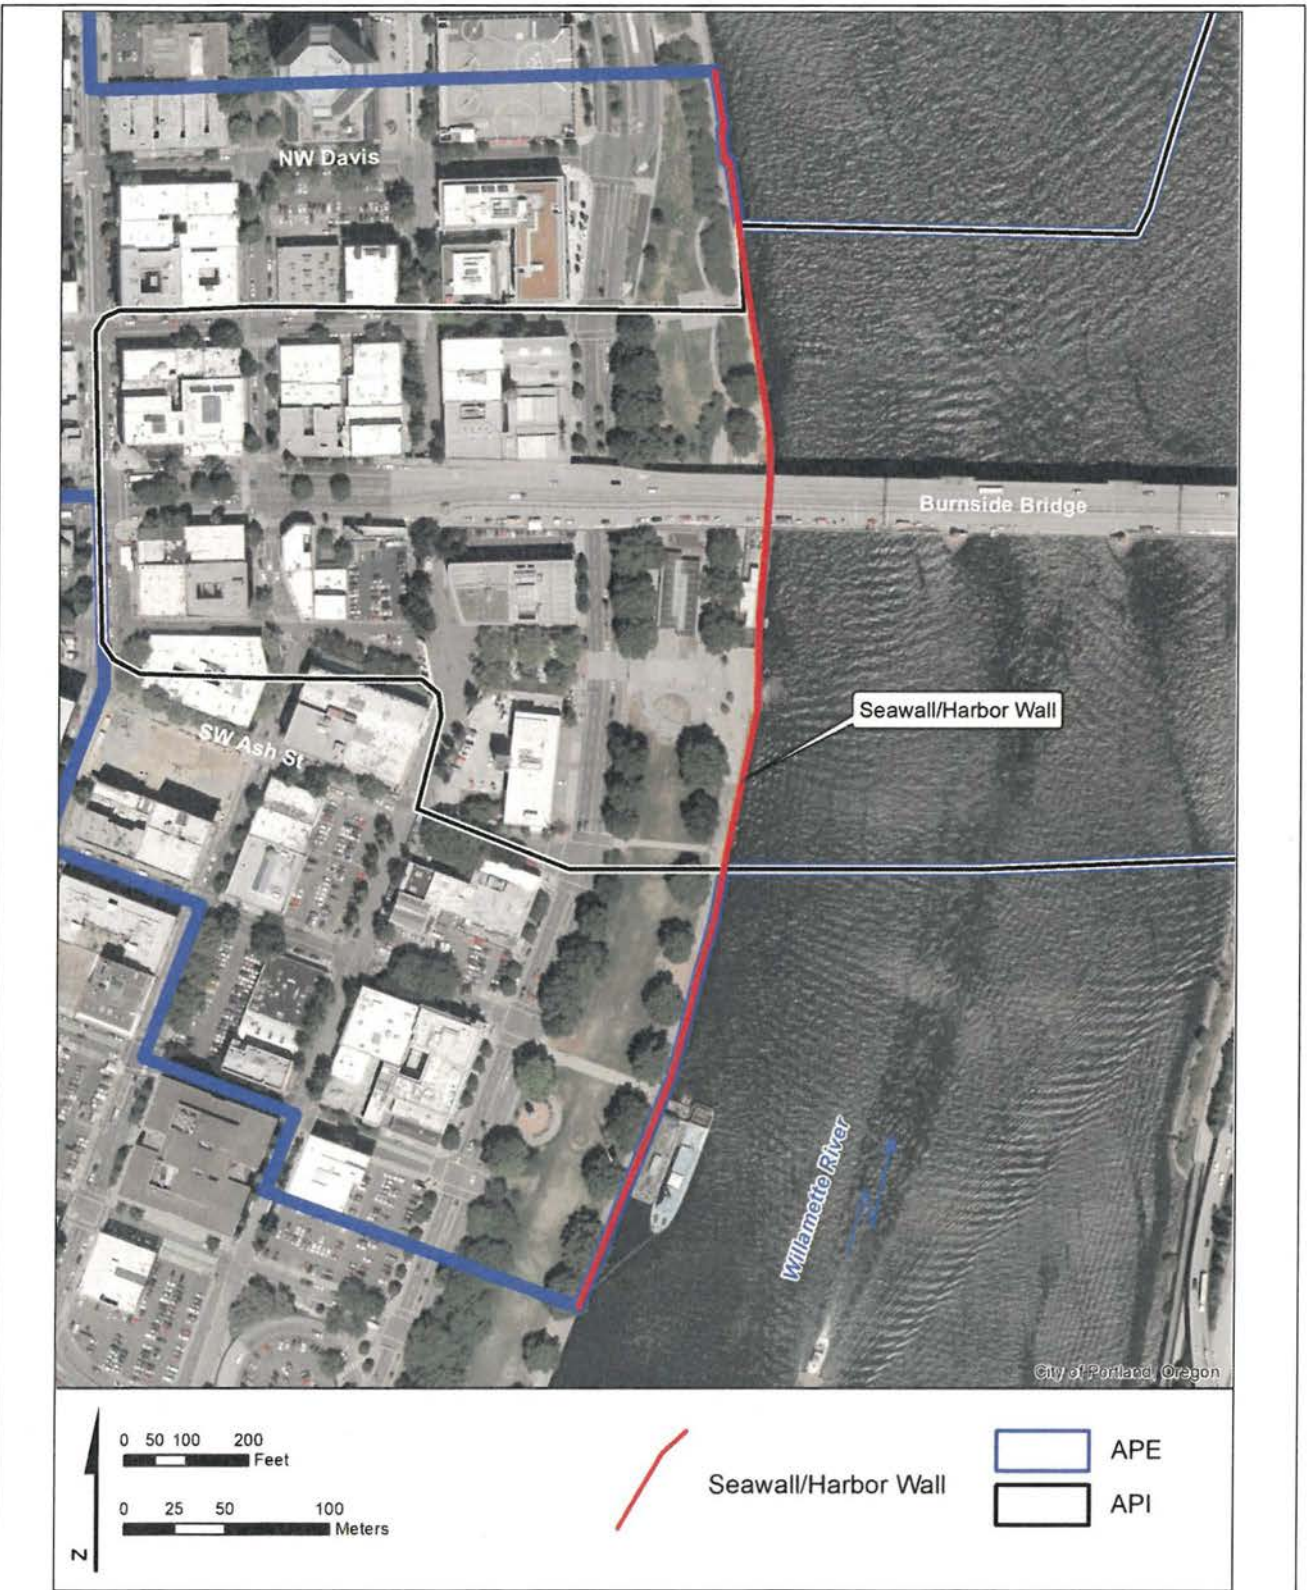 NW Davis
Burnside Bridge
Seawall/Harbor Wall
SW Ash St
Willamette River
City of Portland, Oregon
0 50 100 200
Feet
0 25 50 100
Meters
N
Seawall/Harbor Wall
APE
API